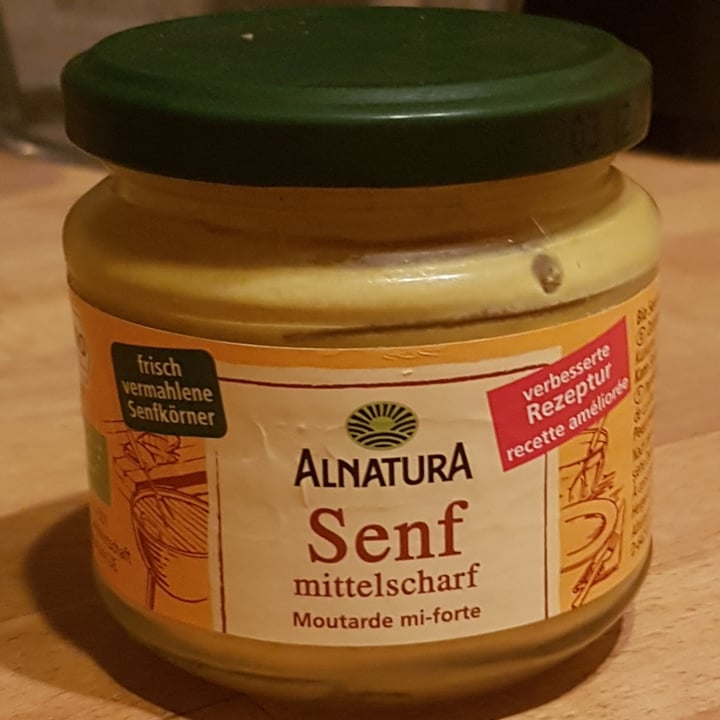 frisch
vermahlene
Senfkörner
verbesserte
Rezeptur
recette améliorée
ALNATURA
Senf
mittelscharf
Moutarde mi-forte